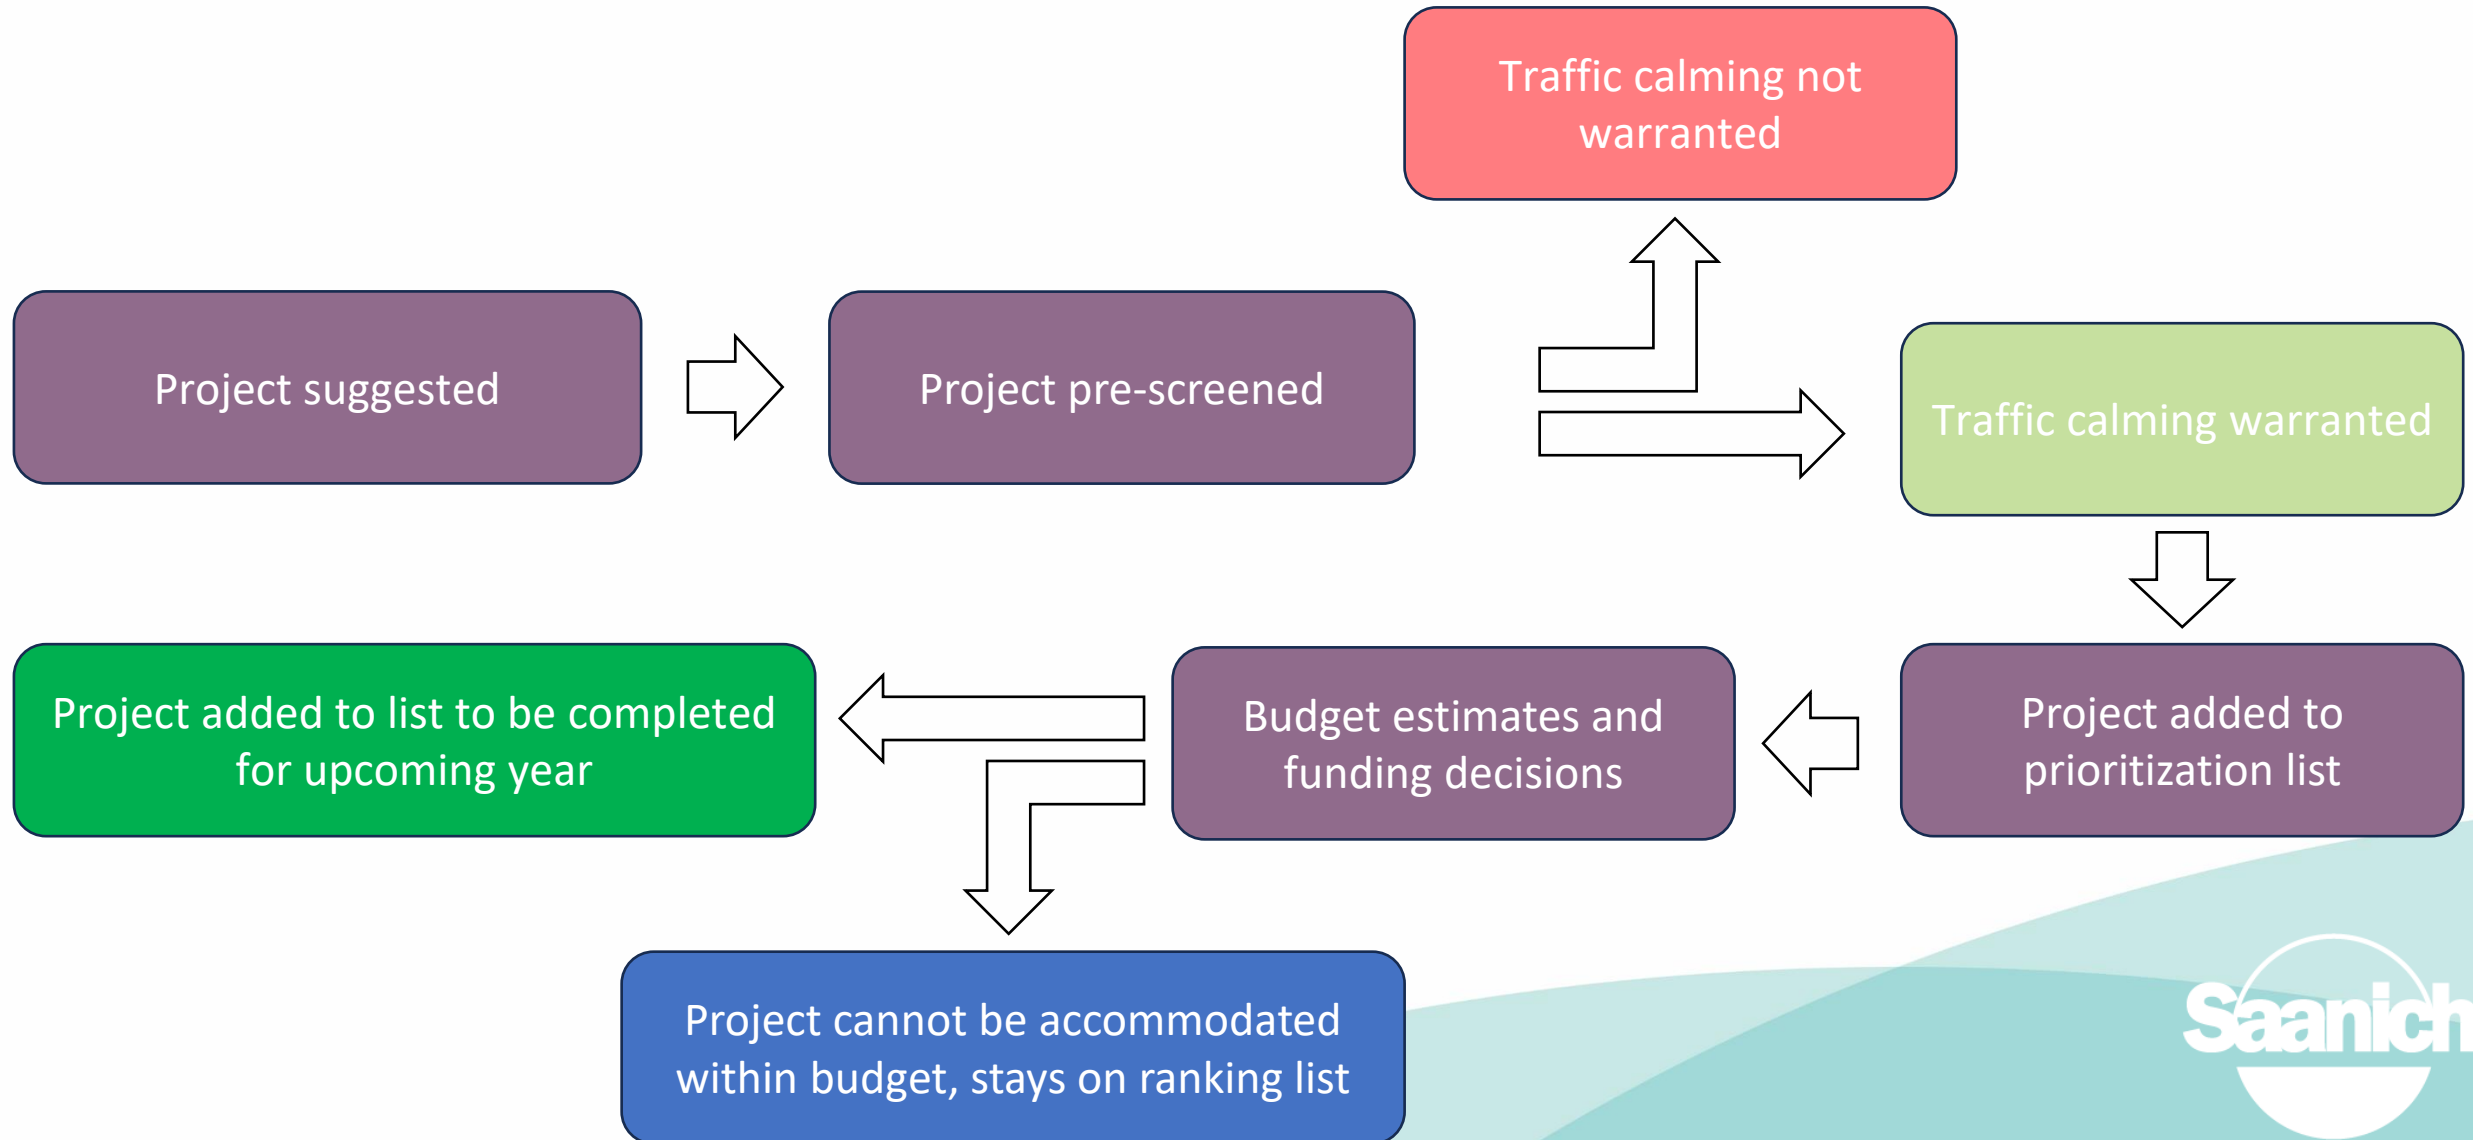 Traffic calming not
warranted
Project suggested
Project pre-screened
Traffic calming warranted
Project added to list to be completed
for upcoming year
Budget estimates and
funding decisions
Project added to
prioritization list
Project cannot be accommodated
within budget, stays on ranking list
Saanich